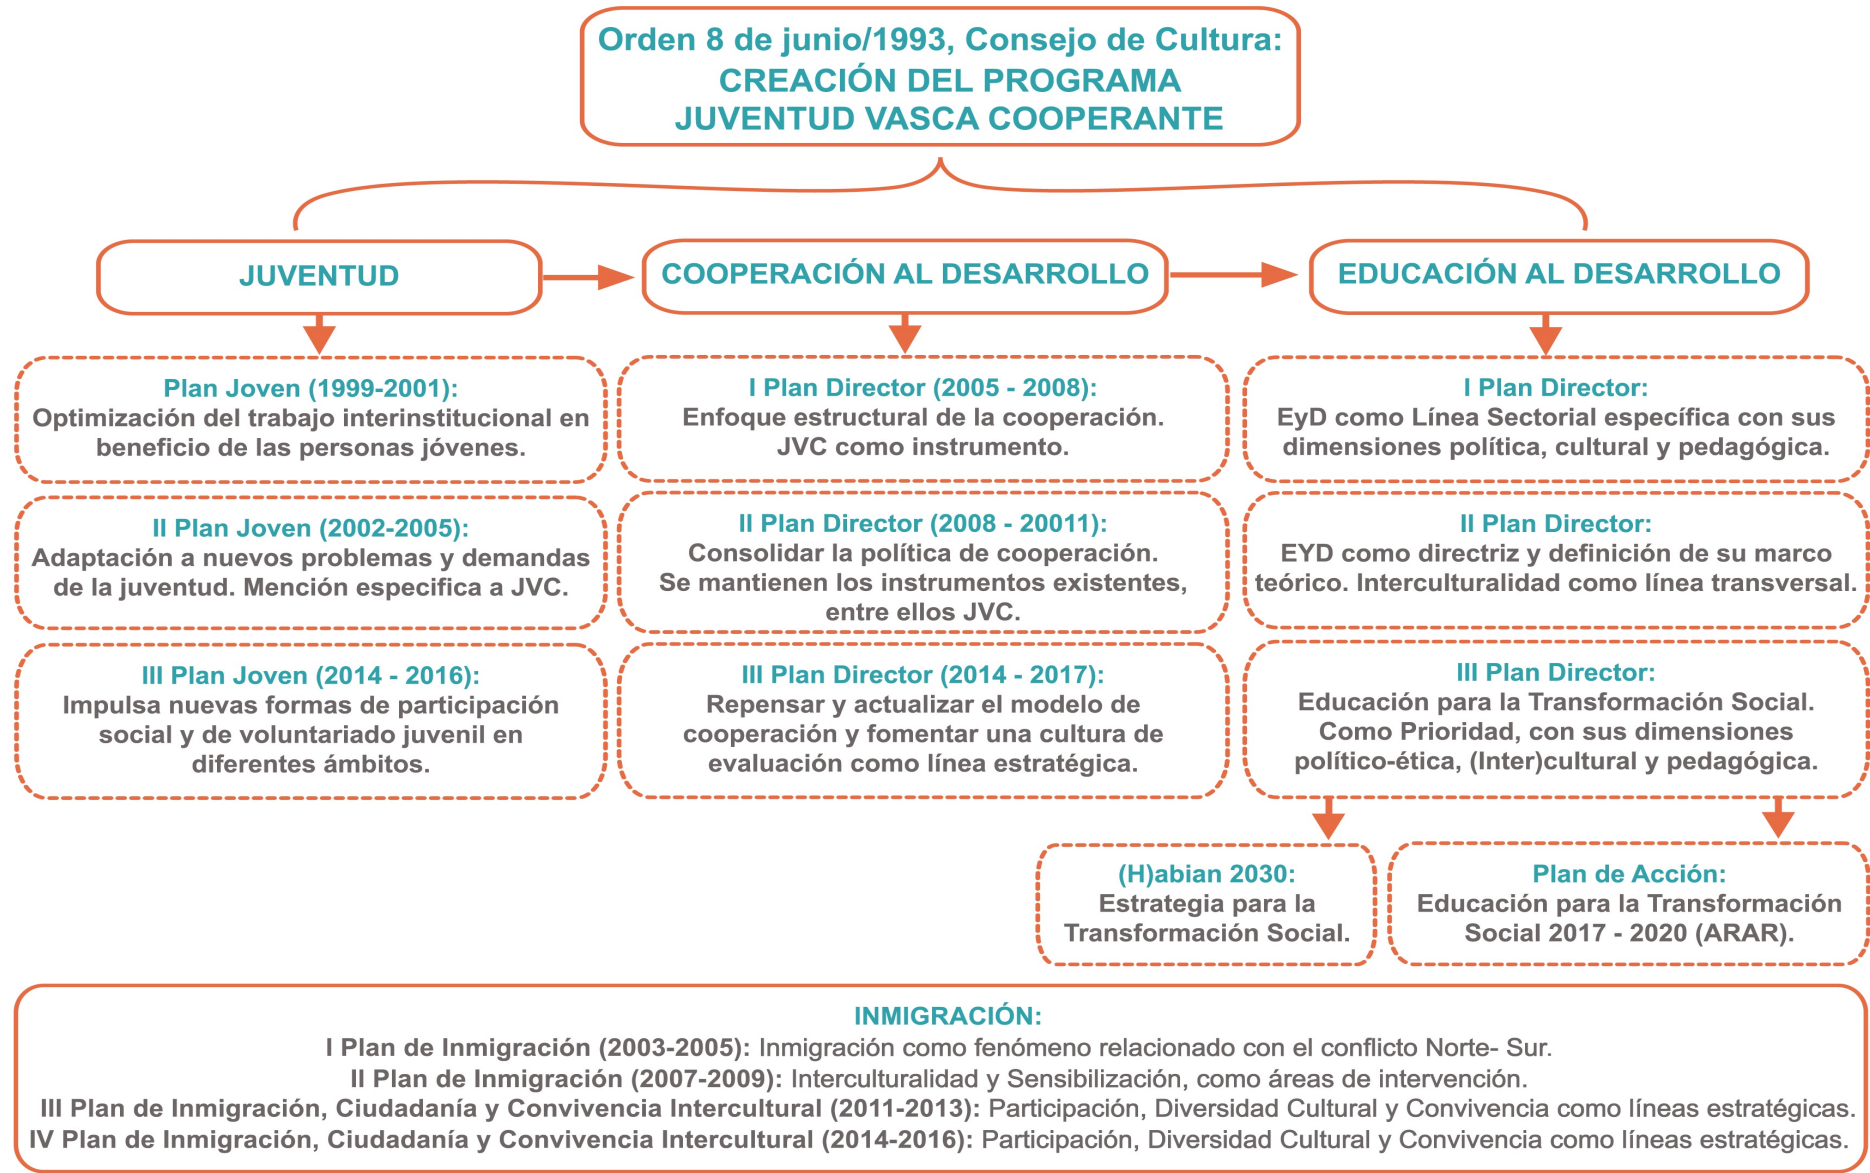 Orden 8 de junio/1993, Consejo de Cultura:
CREACIÓN DEL PROGRAMA
JUVENTUD VASCA COOPERANTE
JUVENTUD
COOPERACIÓN AL DESARROLLO
EDUCACIÓN AL DESARROLLO
Plan Joven (1999-2001):
Optimización del trabajo interinstitucional en
beneficio de las personas jóvenes.
II Plan Joven (2002-2005):
Adaptación a nuevos problemas y demandas
de la juventud. Mención especifica a JVC.
III Plan Joven (2014 - 2016):
Impulsa nuevas formas de participación
social y de voluntariado juvenil en
diferentes ámbitos.
I Plan Director (2005 - 2008):
Enfoque estructural de la cooperación.
JVC como instrumento.
II Plan Director (2008 - 20011):
Consolidar la política de cooperación.
Se mantienen los instrumentos existentes,
entre ellos JVC.
III Plan Director (2014 - 2017):
Repensar y actualizar el modelo de
cooperación y fomentar una cultura de
evaluación como línea estratégica.
I Plan Director:
EyD como Línea Sectorial específica con sus
dimensiones política, cultural y pedagógica.
II Plan Director:
EYD como directriz y definición de su marco
teórico. Interculturalidad como línea transversal.
III Plan Director:
Educación para la Transformación Social.
Como Prioridad, con sus dimensiones
político-ética, (Inter)cultural y pedagógica.
(H)abian 2030:
Estrategia para la
Transformación Social.
Plan de Acción:
Educación para la Transformación
Social 2017 - 2020 (ARAR).
INMIGRACIÓN:
I Plan de Inmigración (2003-2005): Inmigración como fenómeno relacionado con el conflicto Norte- Sur.
II Plan de Inmigración (2007-2009): Interculturalidad y Sensibilización, como áreas de intervención.
III Plan de Inmigración, Ciudadanía y Convivencia Intercultural (2011-2013): Participación, Diversidad Cultural y Convivencia como líneas estratégicas.
IV Plan de Inmigración, Ciudadanía y Convivencia Intercultural (2014-2016): Participación, Diversidad Cultural y Convivencia como líneas estratégicas.